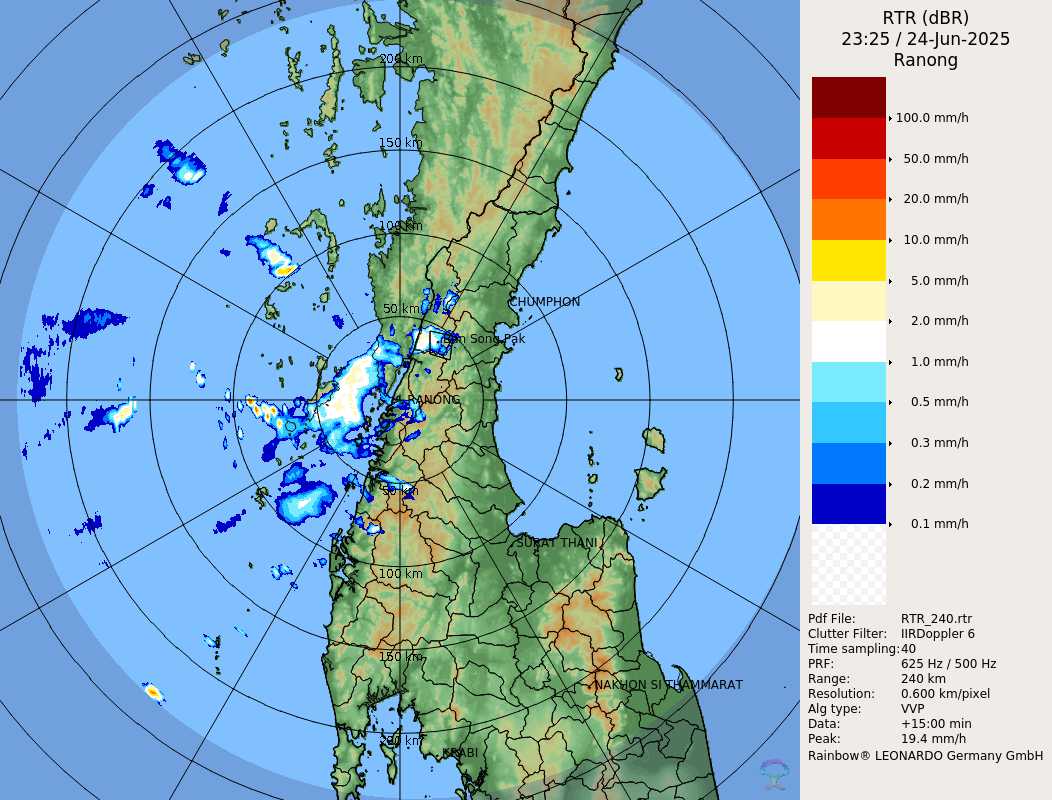 RTR (dBR)
23:25 / 24-Jun-2025
Ranong
200 km
150 km
100 km
50 km
CHUMPHON
Ban Song Pak
RANONG
50 km
SURAT THANI
100 km
150 km
NAKHON SI THAMMARAT
200 km
KRABI
100.0 mm/h
50.0 mm/h
20.0 mm/h
10.0 mm/h
5.0 mm/h
2.0 mm/h
1.0 mm/h
0.5 mm/h
0.3 mm/h
0.2 mm/h
0.1 mm/h
Pdf File: RTR_240.rtr
Clutter Filter: IIRDoppler 6
Time sampling:40
PRF: 625 Hz / 500 Hz
Range: 240 km
Resolution: 0.600 km/pixel
Alg type: VVP
Data: +15:00 min
Peak: 19.4 mm/h
Rainbow® LEONARDO Germany GmbH